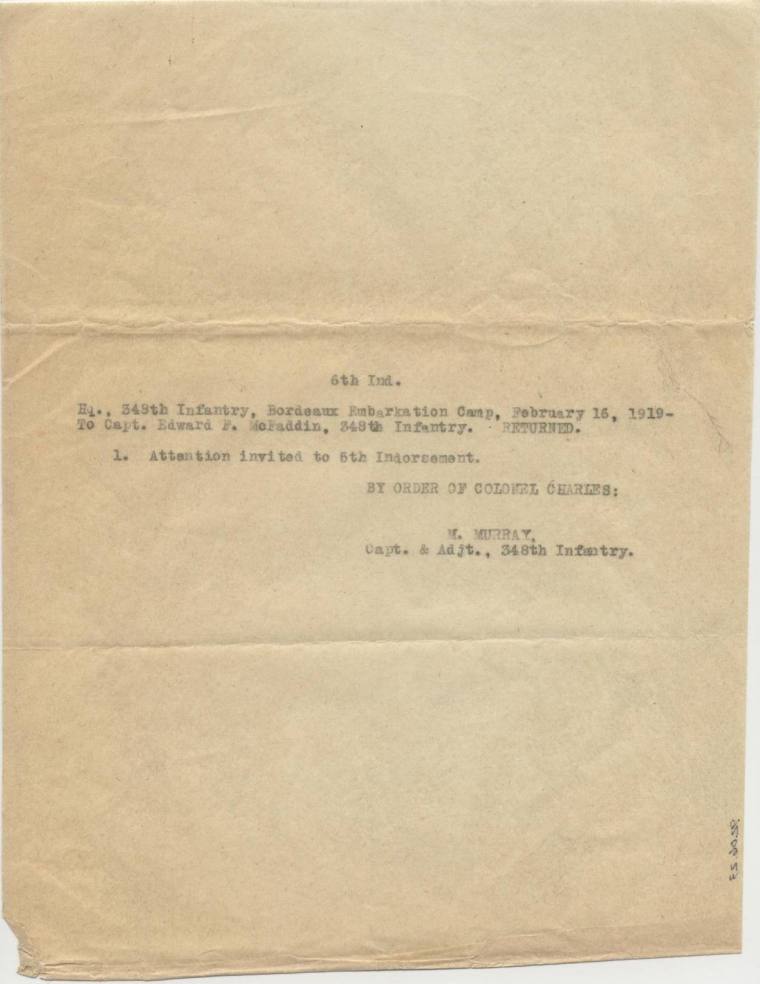 6th Ind.
Hq., 348th Infantry, Bordeaux Embarkation Camp, February 16, 1919-
To Capt. Edward F. McFaddin, 348th Infantry. - RETURNED.
1. Attention invited to 5th Indorsement.
BY ORDER OF COLONEL CHARLES:
M. MURRAY,
Capt. & Adjt., 348th Infantry.